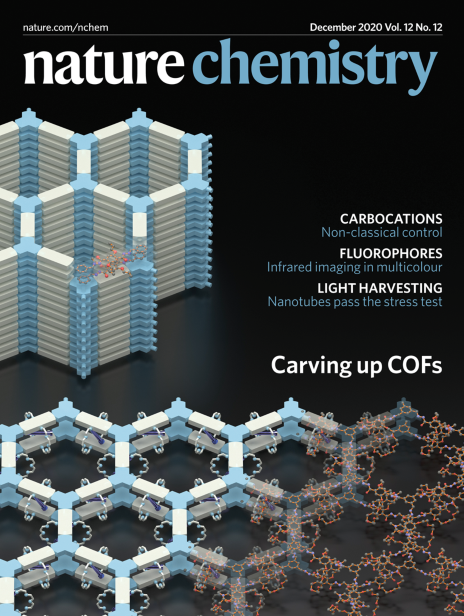 nature.com/nchem
December 2020 Vol. 12 No. 12
nature chemistry
CARBOCATIONS
Non-classical control
FLUOROPHORES
Infrared imaging in multicolour
LIGHT HARVESTING
Nanotubes pass the stress test
Carving up COFs